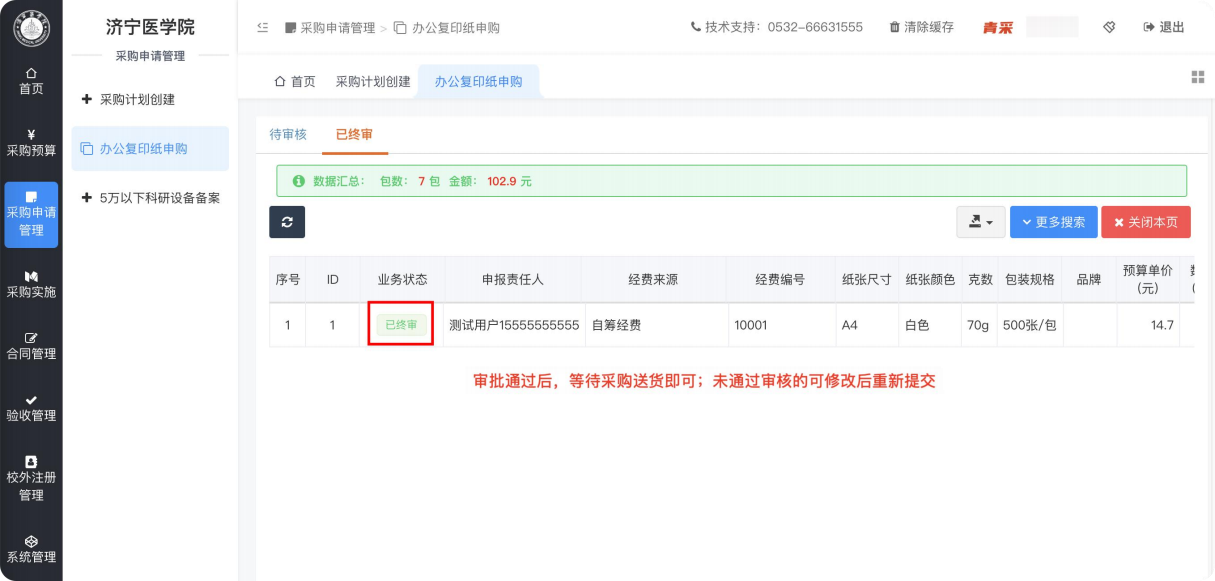 首页
¥
采购预算
采购申请
管理
采购实施
合同管理
验收管理
校外注册
管理
系统管理
济宁医学院
采购申请管理
采购计划创建
办公复印纸申购
5万以下科研设备备案
采购申请管理 > 办公复印纸申购
技术支持：0532-66631555 清除缓存 青采 退出
首页 采购计划创建 办公复印纸申购
待审核 已终审
数据汇总： 包数： 7 包 金额： 102.9 元
更多搜索 关闭本页
序号 ID 业务状态 申报责任人 经费来源 经费编号 纸张尺寸 纸张颜色 克数 包装规格 品牌 预算单价
(元)
1 1 已终审 测试用户15555555555 自筹经费 10001 A4 白色 70g 500张/包 14.7
审批通过后，等待采购送货即可；未通过审核的可修改后重新提交